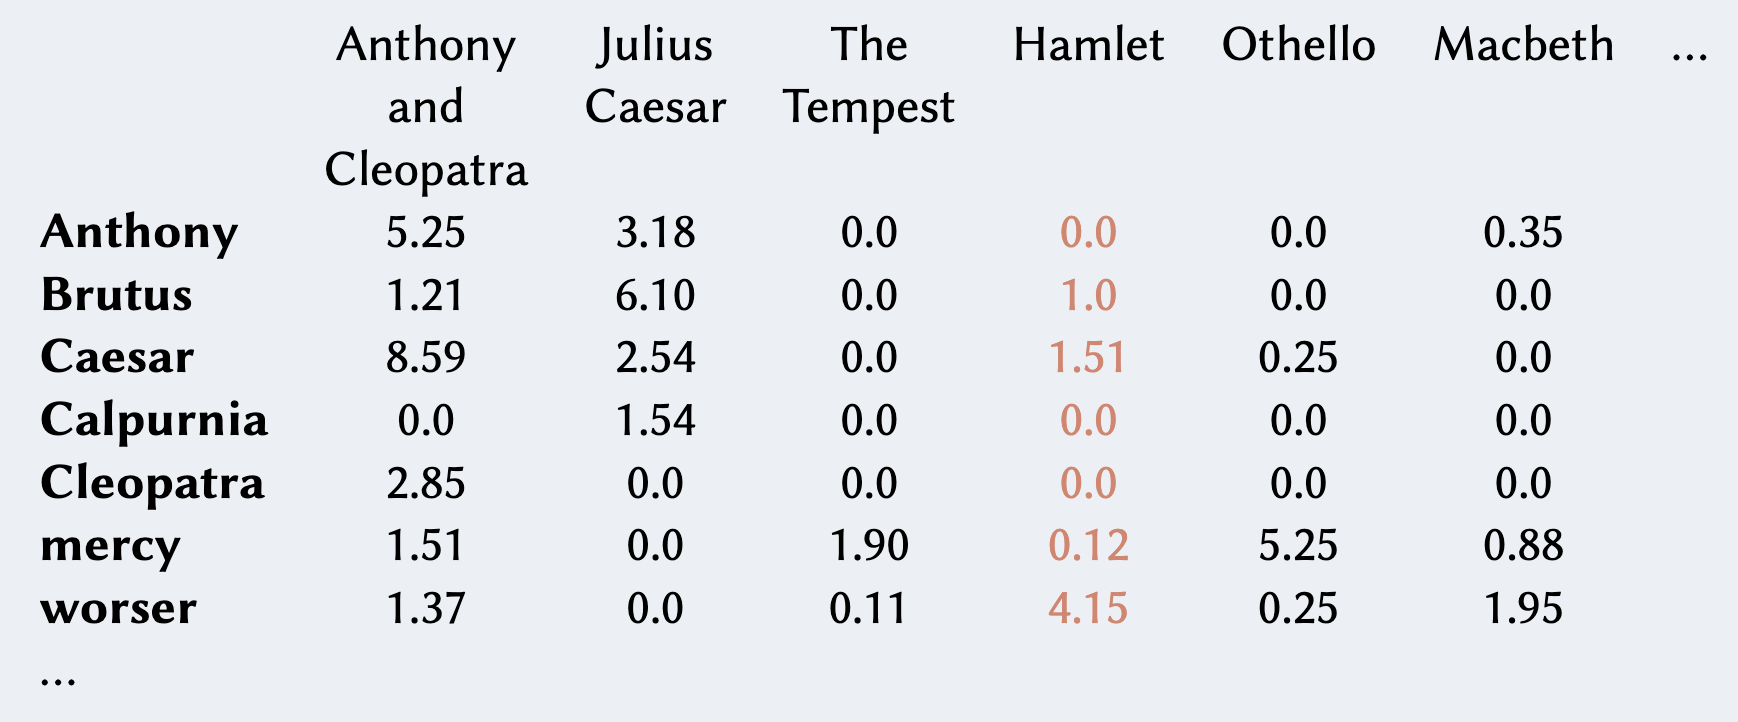 Anthony Julius The Hamlet Othello Macbeth ...
and Caesar Tempest
Cleopatra
Anthony 5.25 3.18 0.0 0.0 0.0 0.35
Brutus 1.21 6.10 0.0 1.0 0.0 0.0
Caesar 8.59 2.54 0.0 1.51 0.25 0.0
Calpurnia 0.0 1.54 0.0 0.0 0.0 0.0
Cleopatra 2.85 0.0 0.0 0.0 0.0 0.0
mercy 1.51 0.0 1.90 0.12 5.25 0.88
worser 1.37 0.0 0.11 4.15 0.25 1.95
...